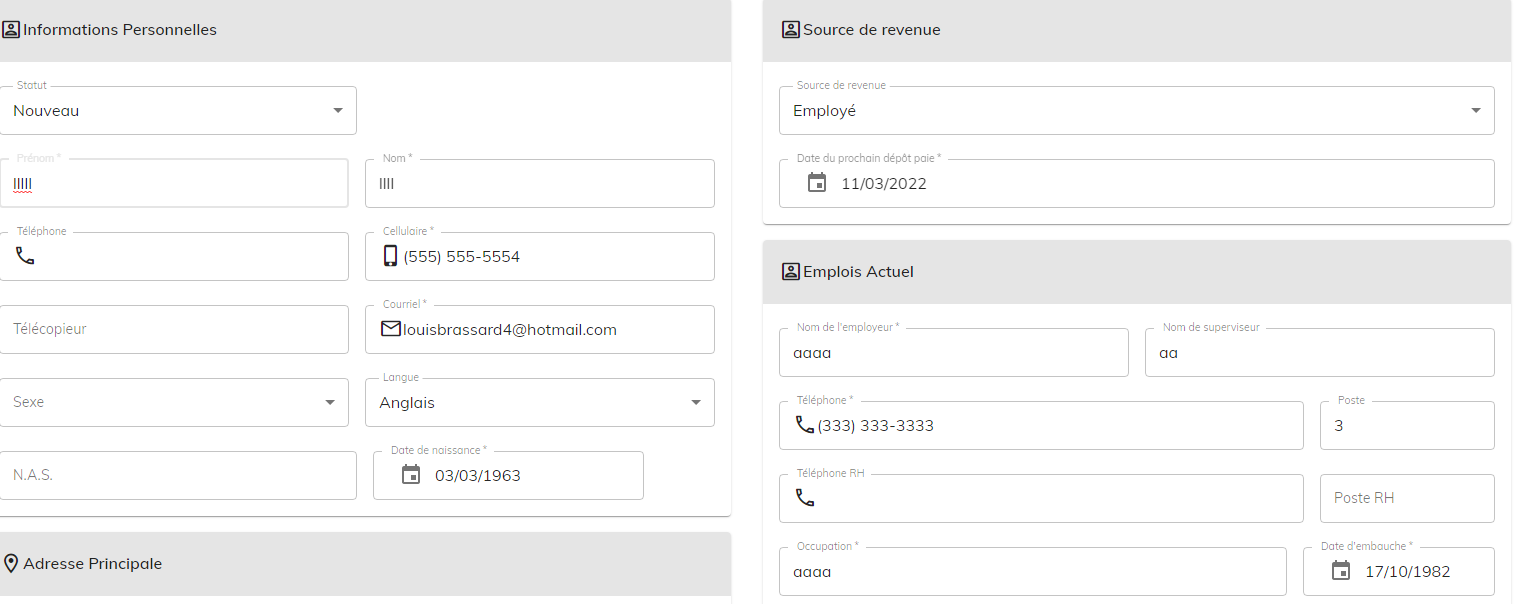 Informations Personnelles
Statut
Nouveau
Prénom *
lllll
Nom *
llll
Téléphone
Cellulaire *
(555) 555-5554
Télécopieur
Courriel *
louisbrassard4@hotmail.com
Sexe
Langue
Anglais
N.A.S.
Date de naissance *
03/03/1963
Adresse Principale
Source de revenue
Source de revenue
Employé
Date du prochain dépôt paie *
11/03/2022
Emplois Actuel
Nom de l'employeur *
aaaa
Nom de superviseur
aa
Téléphone *
(333) 333-3333
Poste
3
Téléphone RH
Poste RH
Occupation *
aaaa
Date d'embauche *
17/10/1982